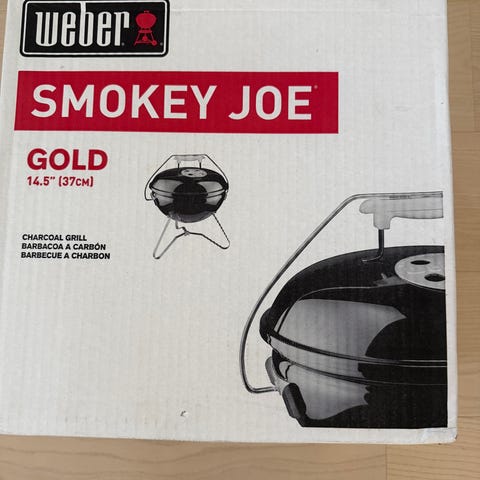 weber
SMOKEY JOE
GOLD
14.5" (37CM)
CHARCOAL GRILL
BARBACOA A CARBÓN
BARBECUE A CHARBON